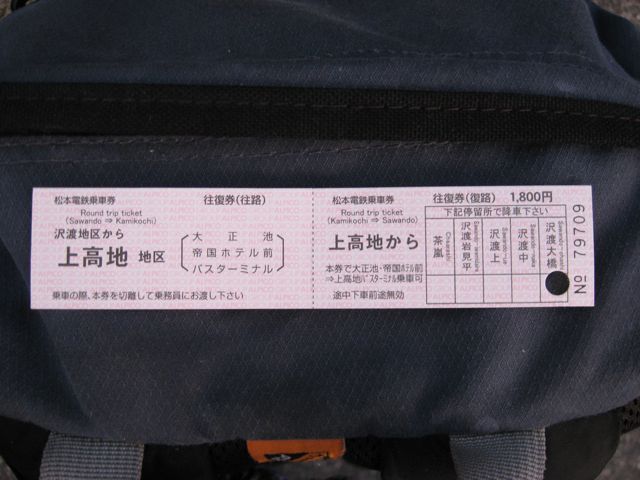 松本電鉄乗車券 往復券(往路)
Round trip ticket
(Sawando ⇒ Kamikochi)
沢渡地区から
上高地 地区
大正池
帝国ホテル前
バスターミナル
乗車の際、本券を切離して乗務員にお渡し下さい
松本電鉄乗車券 往復券(復路) 1,800円
Round trip ticket
(Kamikochi ⇒ Sawando)
上高地から
本券で大正池・帝国ホテル前
⇒上高地バスターミナル乗車可
途中下車前途無効
下記停留所で降車下さい
沢渡大橋
沢渡中
沢渡上
沢渡岩見平
茶嵐
No 79709